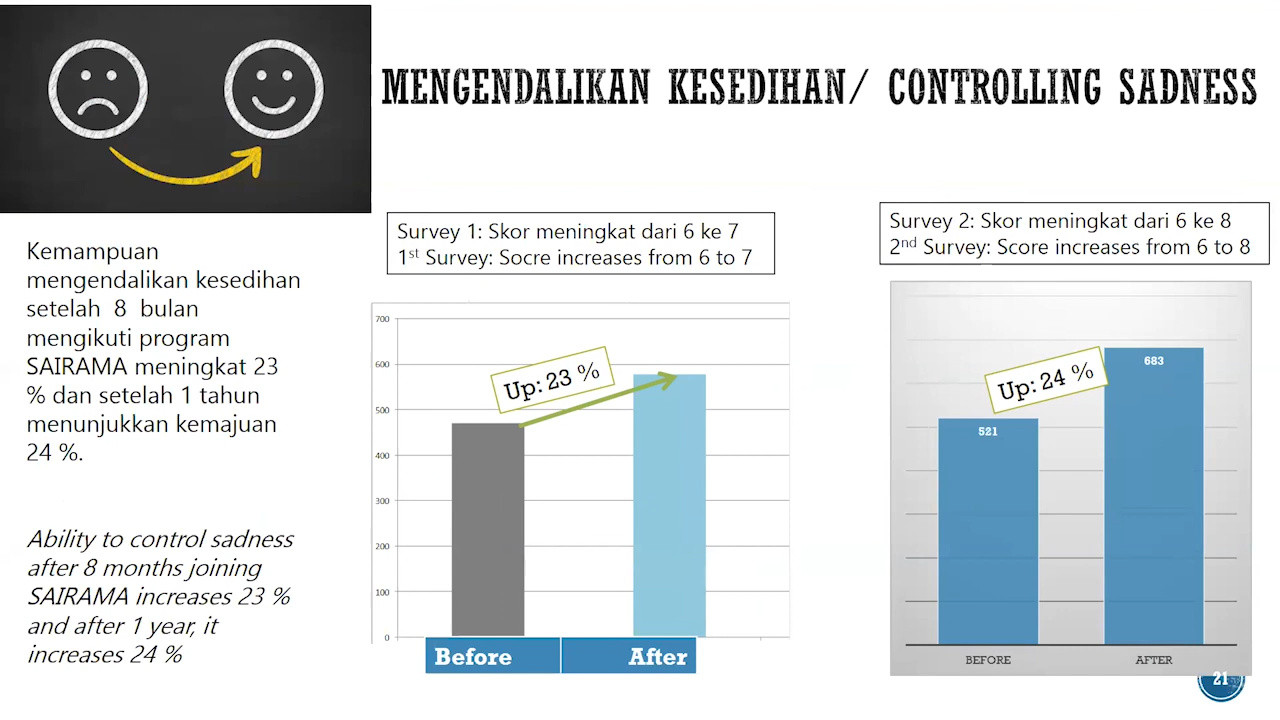 MENGENDALIKAN KESEDIHAN/ CONTROLLING SADNESS
Kemampuan
mengendalikan kesedihan
setelah 8 bulan
mengikuti program
SAIRAMA meningkat 23
% dan setelah 1 tahun
menunjukkan kemajuan
24 %.
Ability to control sadness
after 8 months joining
SAIRAMA increases 23 %
and after 1 year, it
increases 24 %
Survey 1: Skor meningkat dari 6 ke 7
1st Survey: Socre increases from 6 to 7
700
600
500
400
300
200
100
0
Up: 23 %
Before
After
Survey 2: Skor meningkat dari 6 ke 8
2nd Survey: Score increases from 6 to 8
Up: 24 %
521
683
BEFORE
AFTER
21